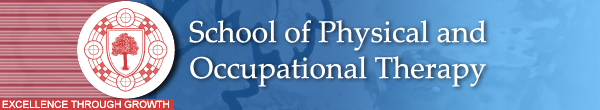 School of Physical and
Occupational Therapy
EXCELLENCE THROUGH GROWTH